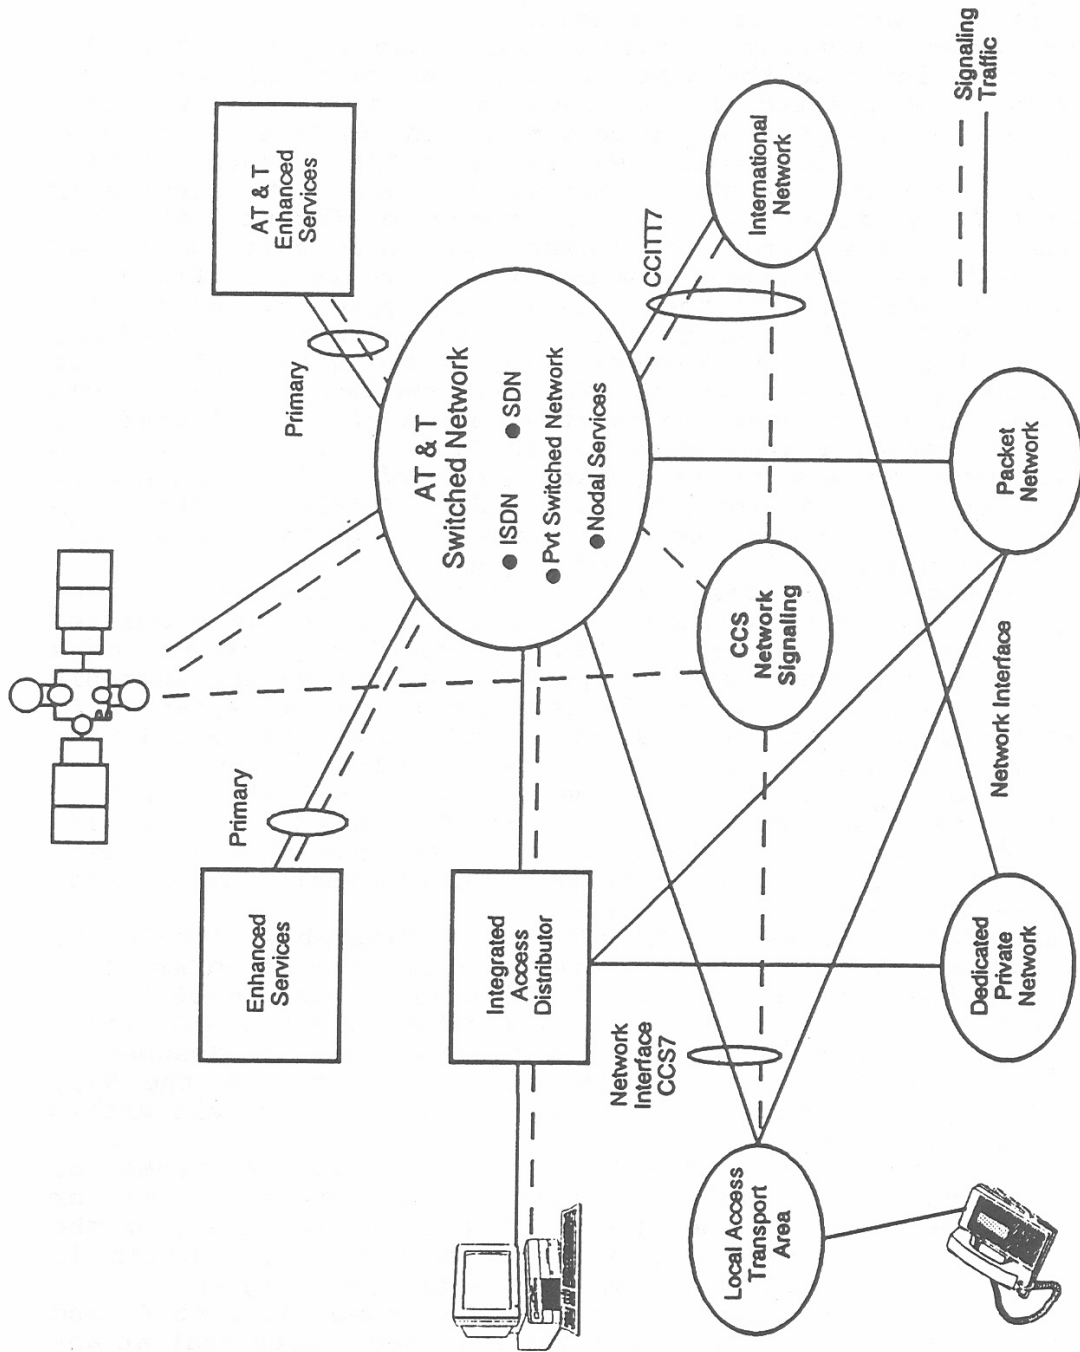 AT & T
Enhanced
Services
Primary
Primary
Enhanced
Services
AT & T
Switched Network
● ISDN
● SDN
● Pvt Switched Network
● Nodal Services
Integrated
Access
Distributor
CCITT7
International
Network
Network
Interface
CCS7
CCS
Network
Signaling
Local Access
Transport
Area
Network Interface
Dedicated
Private
Network
Packet
Network
Signaling
Traffic